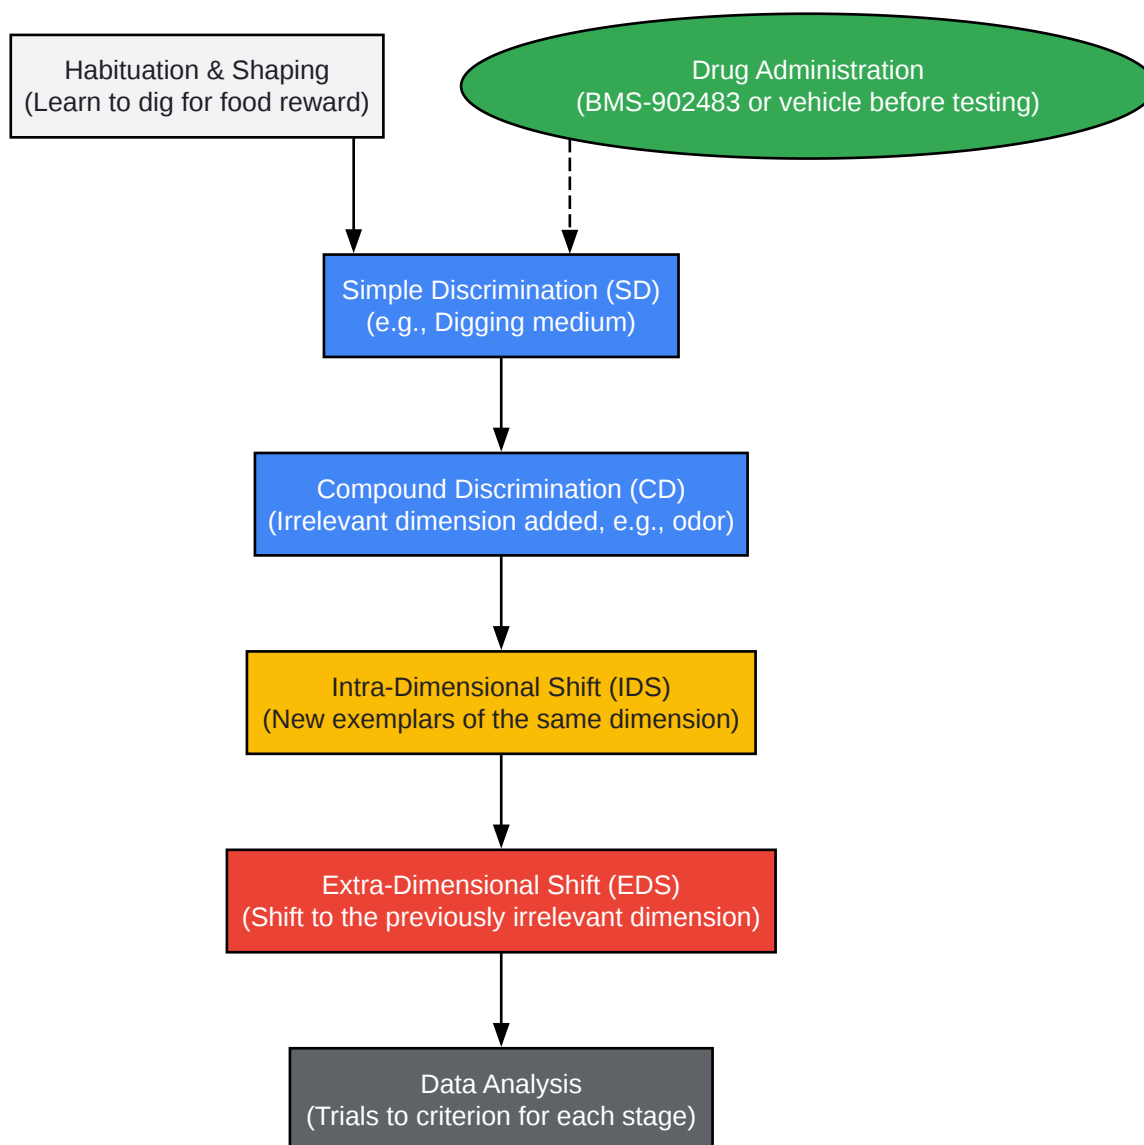 Habituation & Shaping
(Learn to dig for food reward)
Drug Administration
(BMS-902483 or vehicle before testing)
Simple Discrimination (SD)
(e.g., Digging medium)
Compound Discrimination (CD)
(Irrelevant dimension added, e.g., odor)
Intra-Dimensional Shift (IDS)
(New exemplars of the same dimension)
Extra-Dimensional Shift (EDS)
(Shift to the previously irrelevant dimension)
Data Analysis
(Trials to criterion for each stage)